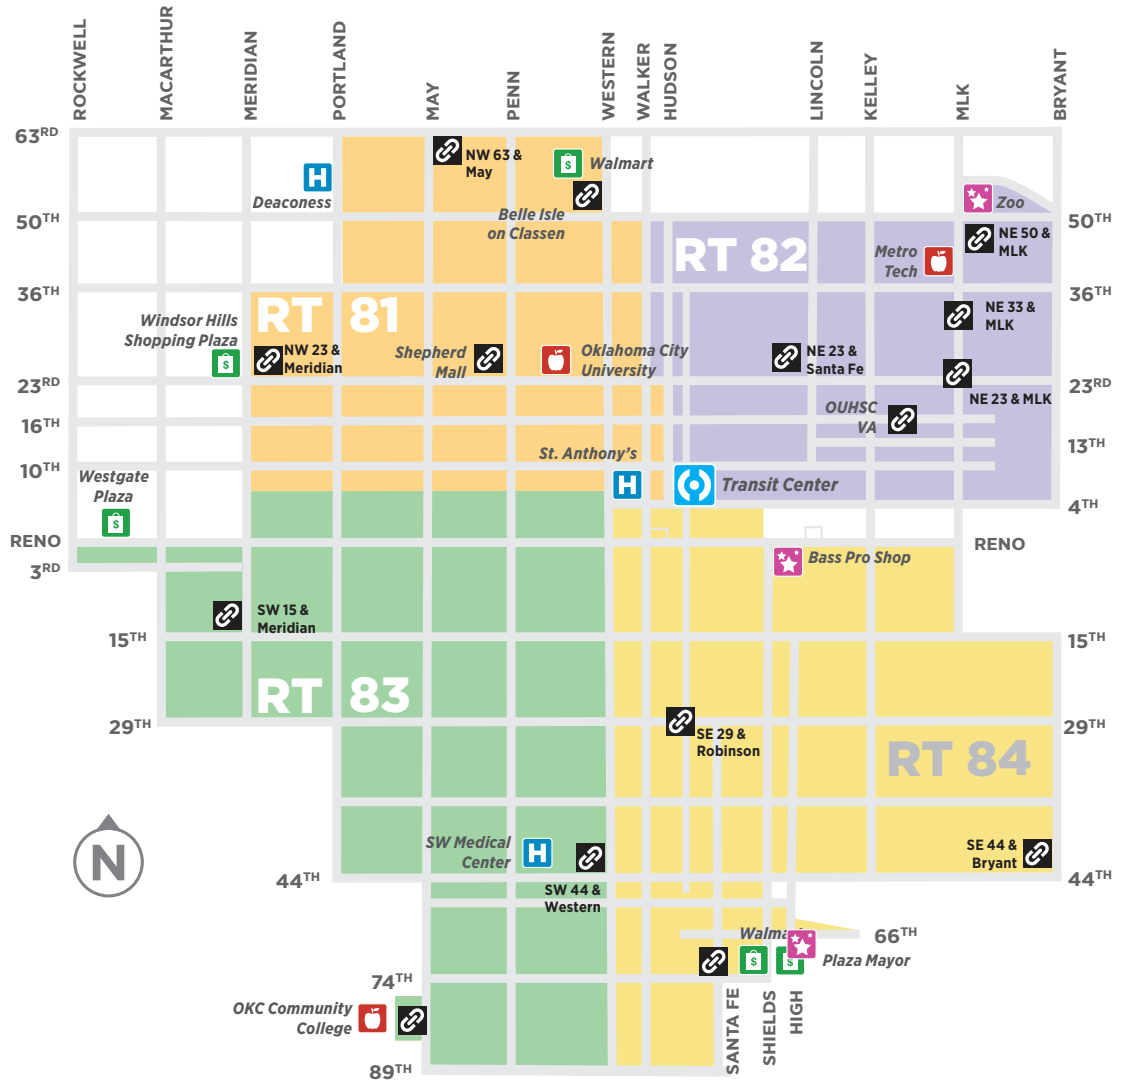 ROCKWELL
MACARTHUR
MERIDIAN
PORTLAND
MAY
PENN
WESTERN
WALKER
HUDSON
LINCOLN
KELLEY
MLK
BRYANT
63RD
NW 63 &
May
Walmart
Deaconess
Belle Isle
on Classen
Zoo
50TH
50TH
NE 50 &
MLK
RT 82
Metro
Tech
36TH
36TH
RT 81
NE 33 &
MLK
Windsor Hills
Shopping Plaza
NW 23 &
Meridian
Shepherd
Mall
Oklahoma City
University
NE 23 &
Santa Fe
23RD
23RD
NE 23 & MLK
OUHSC
VA
16TH
13TH
St. Anthony's
10TH
Westgate
Plaza
Transit Center
4TH
RENO
RENO
Bass Pro Shop
3RD
SW 15 &
Meridian
15TH
15TH
RT 83
29TH
29TH
SE 29 &
Robinson
RT 84
N
SW Medical
Center
SE 44 &
Bryant
44TH
44TH
SW 44 &
Western
66TH
Walmart
Plaza Mayor
74TH
OKC Community
College
SANTA FE
SHIELDS
HIGH
89TH